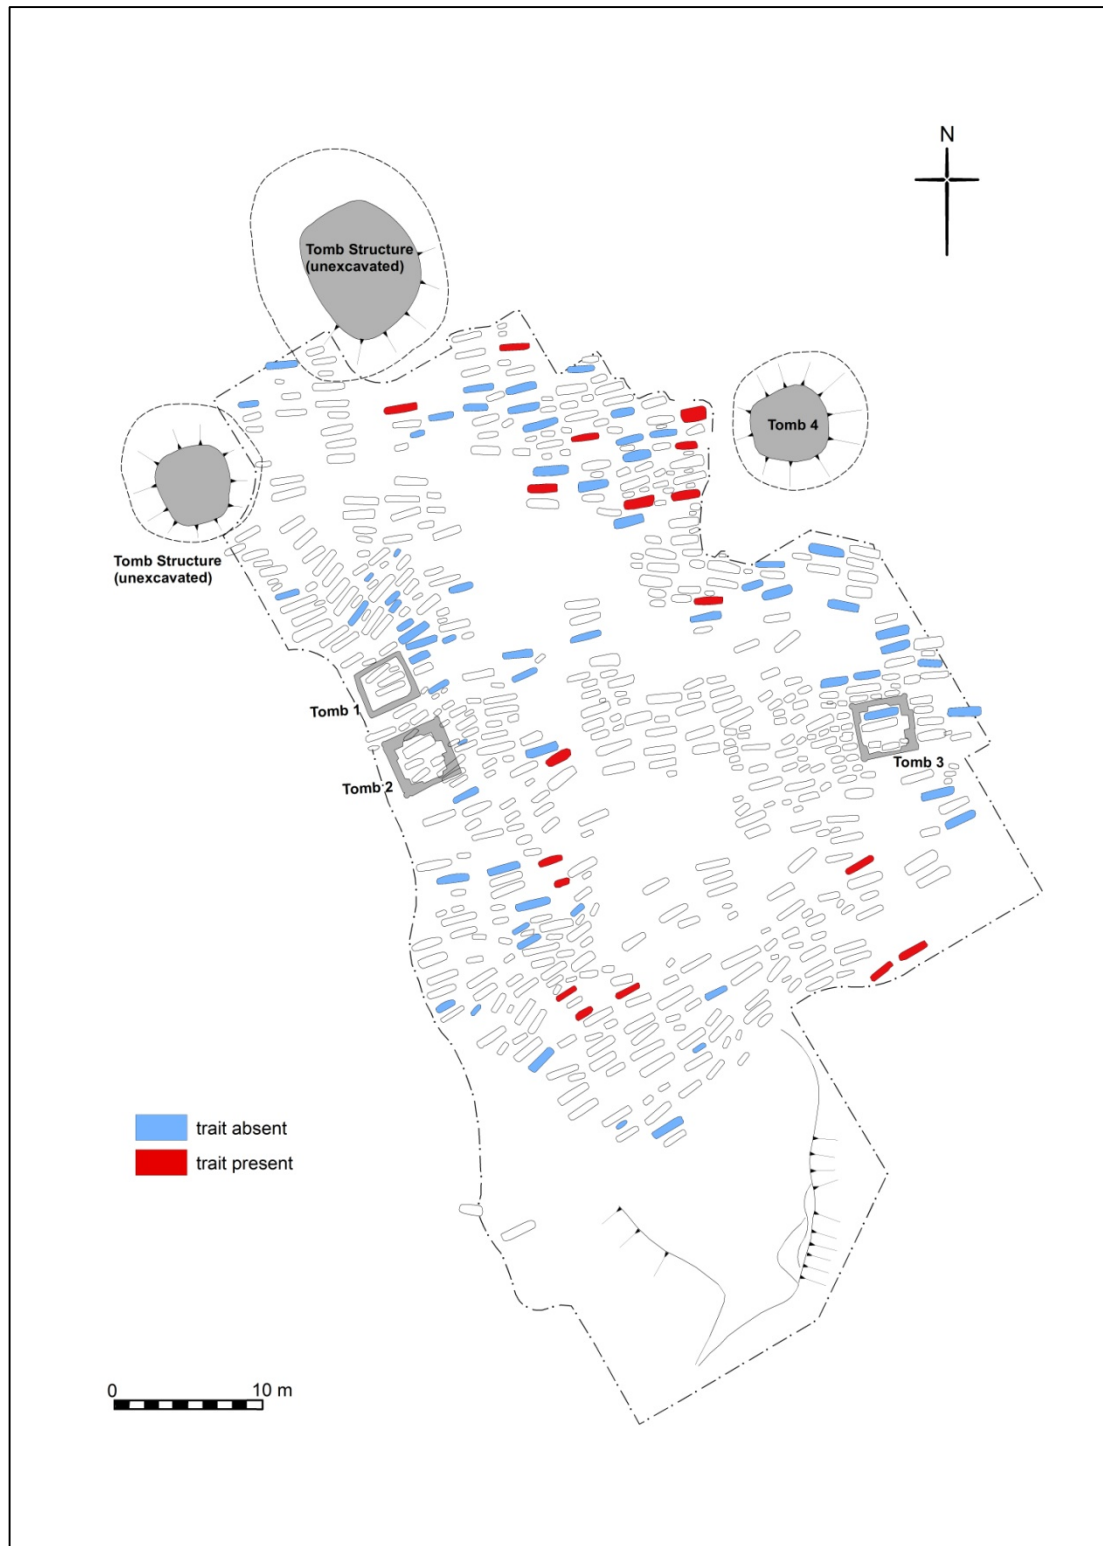 N
Tomb Structure
(unexcavated)
Tomb 4
Tomb Structure
(unexcavated)
Tomb 1
Tomb 2
Tomb 3
trait absent
trait present
0 10 m